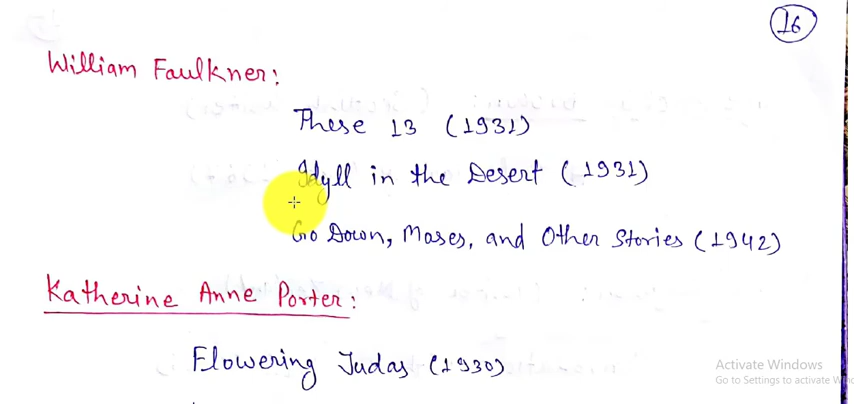 16
William Faulkner:
These 13 (1931)
Idyll in the Desert (1931)
Go Down, Moses, and Other Stories (1942)
Katherine Anne Porter:
Flowering Judas (1930)
Activate Windows
Go to Settings to activate Win